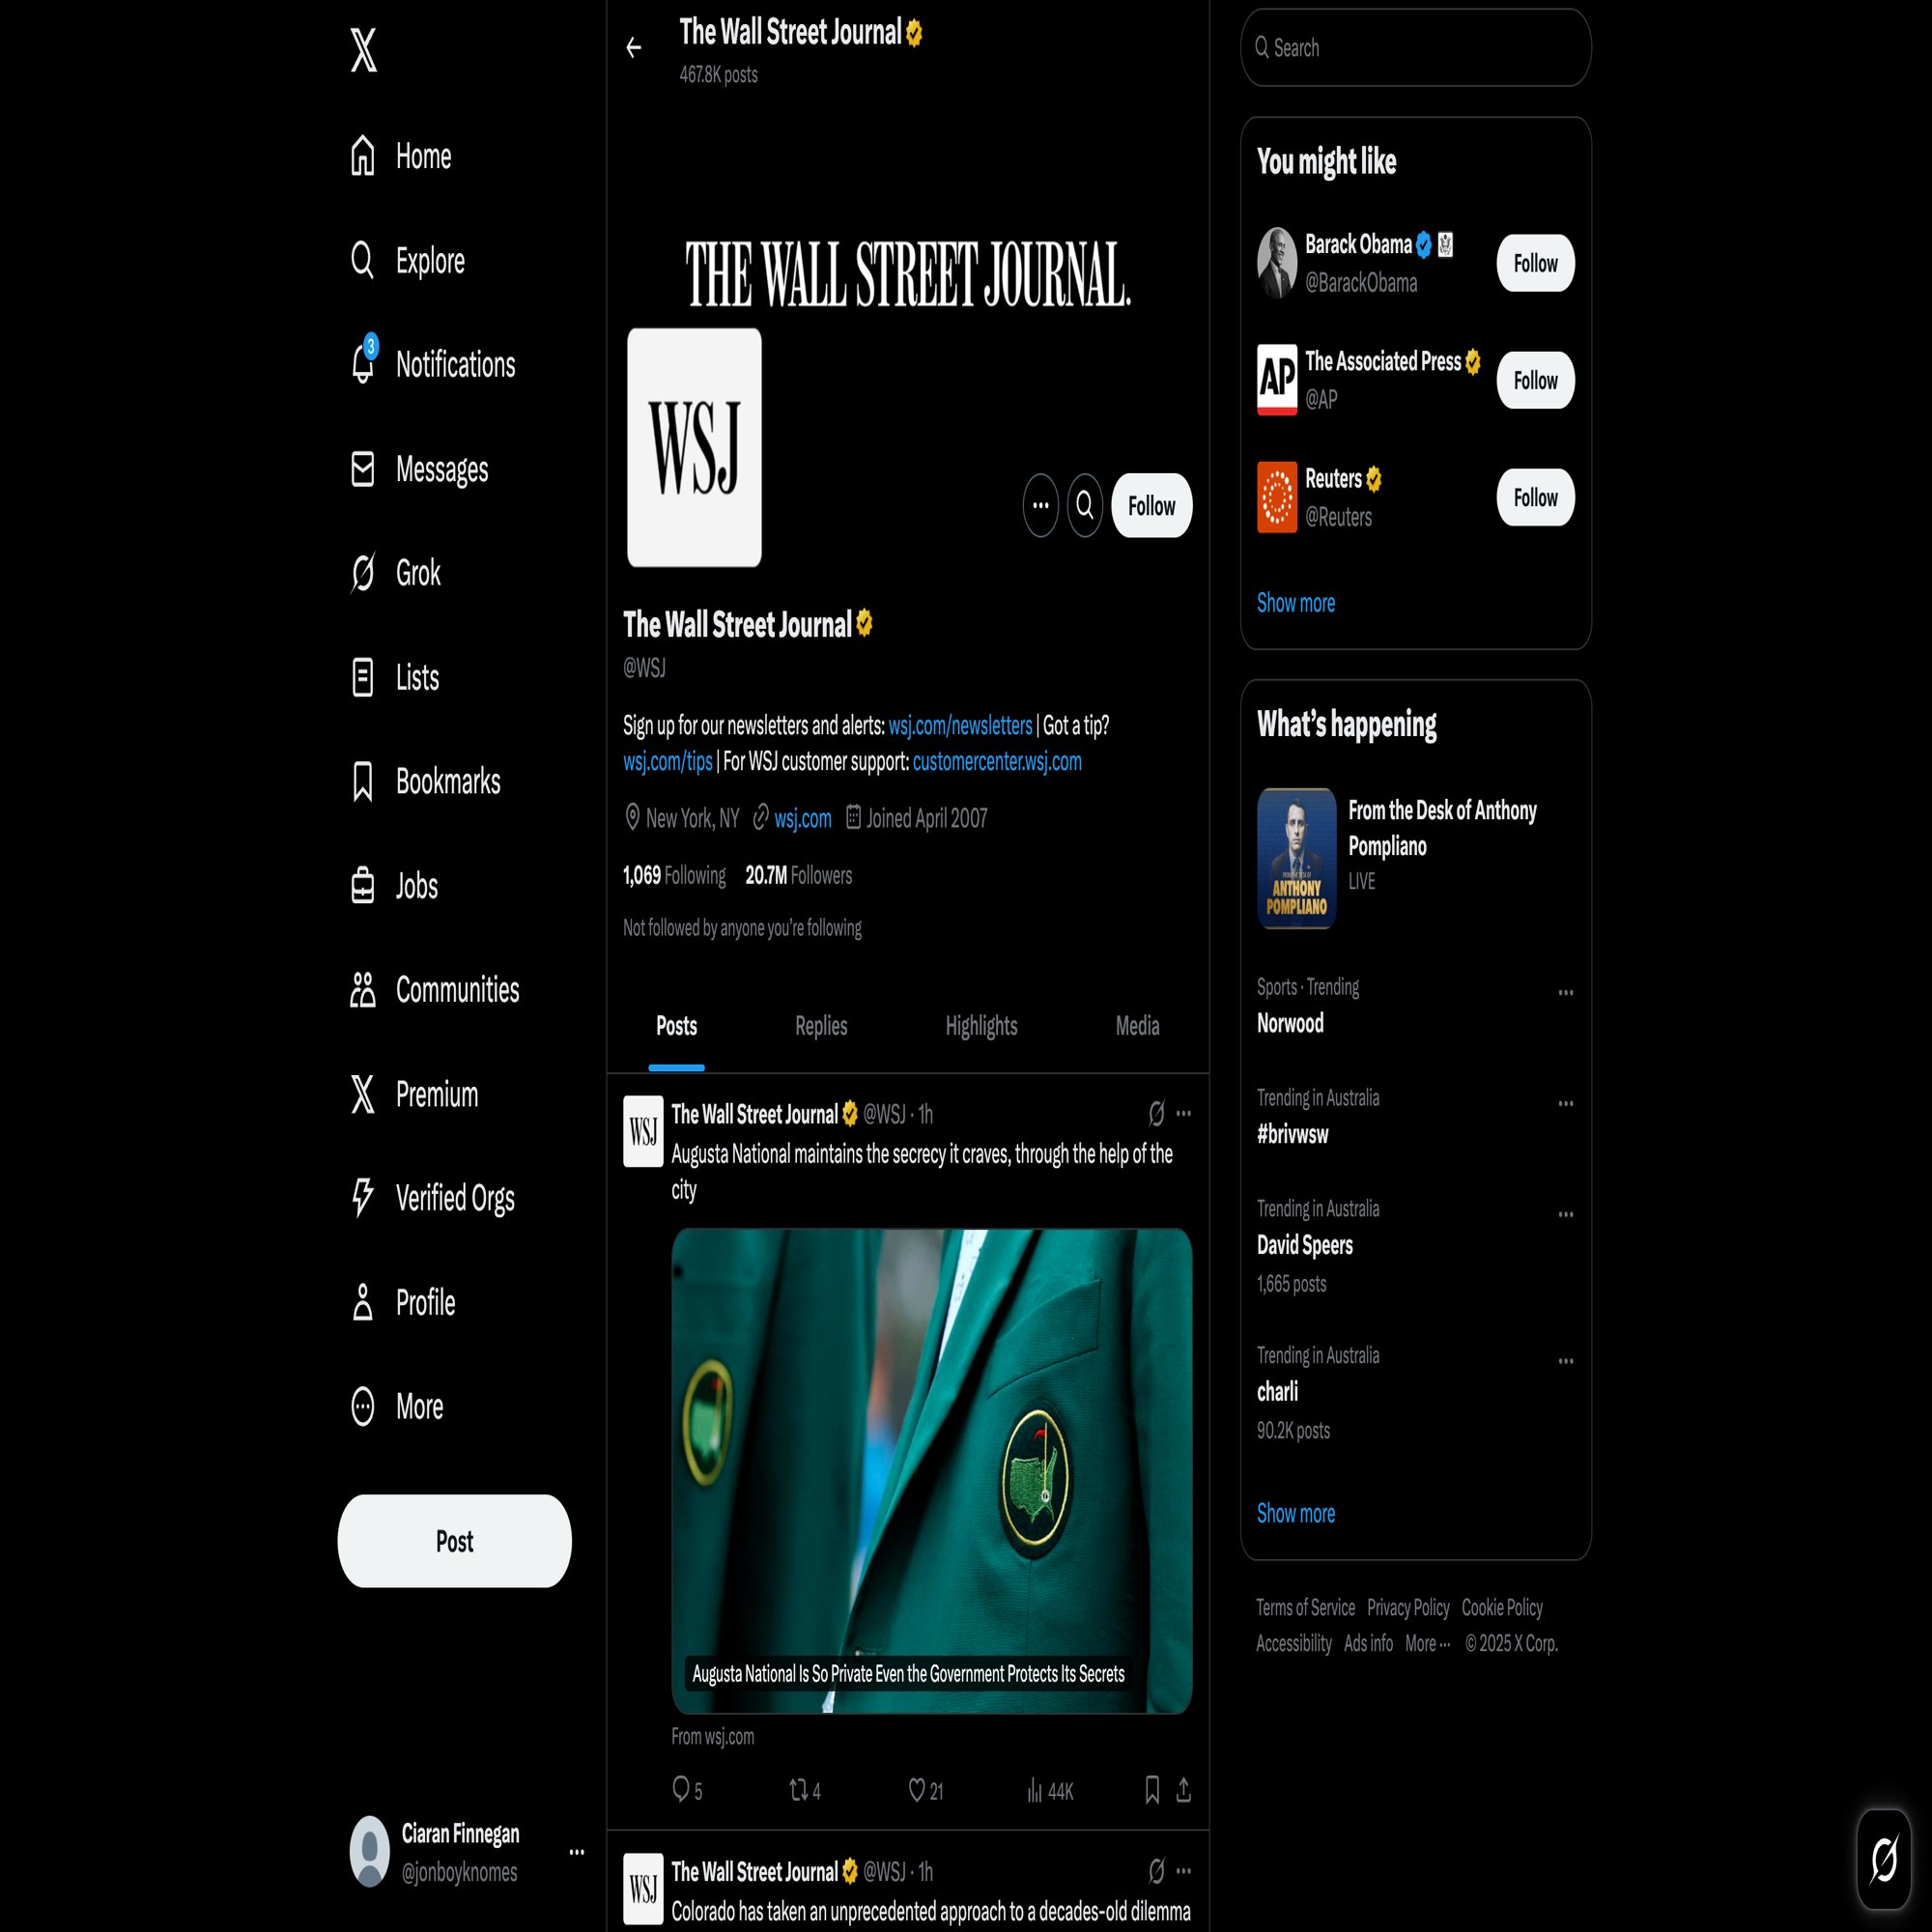 Home
Explore
3
Notifications
Messages
Grok
Lists
Bookmarks
Jobs
Communities
Premium
Verified Orgs
Profile
More
Post
Ciaran Finnegan
@jonboyknomes
The Wall Street Journal
467.8K posts
THE WALL STREET JOURNAL.
WSJ
Follow
The Wall Street Journal
@WSJ
Sign up for our newsletters and alerts: wsj.com/newsletters | Got a tip?
wsj.com/tips | For WSJ customer support: customercenter.wsj.com
New York, NY wsj.com Joined April 2007
1,069 Following 20.7M Followers
Not followed by anyone you’re following
Posts Replies Highlights Media
WSJ
The Wall Street Journal @WSJ · 1h
Augusta National maintains the secrecy it craves, through the help of the
city
Augusta National Is So Private Even the Government Protects Its Secrets
From wsj.com
5 4 21 44K
WSJ
The Wall Street Journal @WSJ · 1h
Colorado has taken an unprecedented approach to a decades-old dilemma
Search
You might like
Barack Obama
@BarackObama
Follow
AP
The Associated Press
@AP
Follow
Reuters
@Reuters
Follow
Show more
What’s happening
From the Desk of Anthony
Pompliano
LIVE
ANTHONY
POMPLIANO
Sports · Trending
Norwood
Trending in Australia
#brivwsw
Trending in Australia
David Speers
1,665 posts
Trending in Australia
charli
90.2K posts
Show more
Terms of Service Privacy Policy Cookie Policy
Accessibility Ads info More ··· © 2025 X Corp.